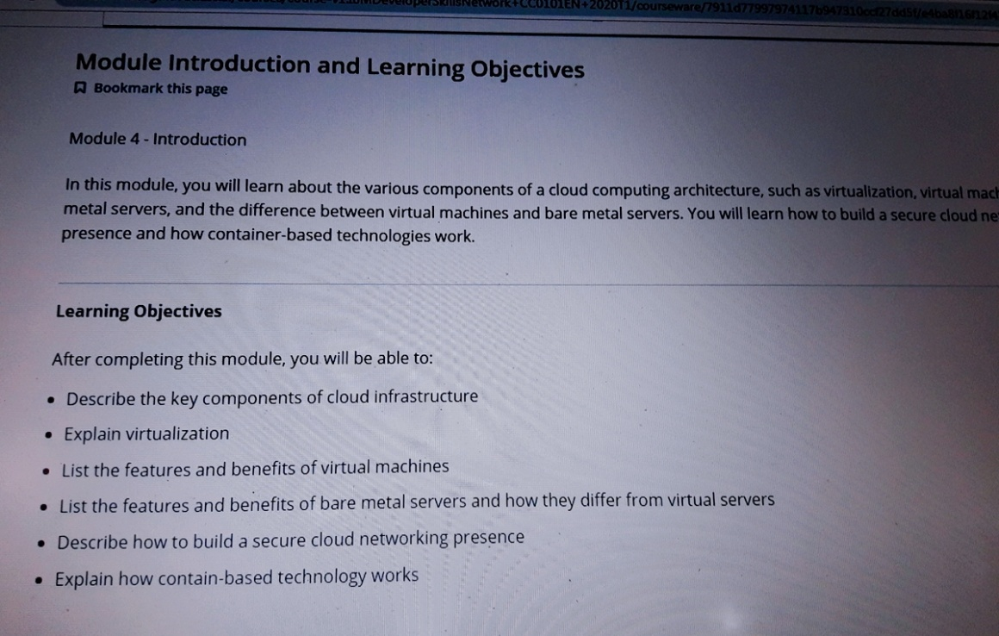 DeveloperSkillsNetwork+CC0101EN+2020T1/courseware/
Module Introduction and Learning Objectives
Bookmark this page
Module 4 - Introduction
In this module, you will learn about the various components of a cloud computing architecture, such as virtualization, virtual mach
metal servers, and the difference between virtual machines and bare metal servers. You will learn how to build a secure cloud ne
presence and how container-based technologies work.
Learning Objectives
After completing this module, you will be able to:
• Describe the key components of cloud infrastructure
• Explain virtualization
• List the features and benefits of virtual machines
• List the features and benefits of bare metal servers and how they differ from virtual servers
• Describe how to build a secure cloud networking presence
• Explain how contain-based technology works